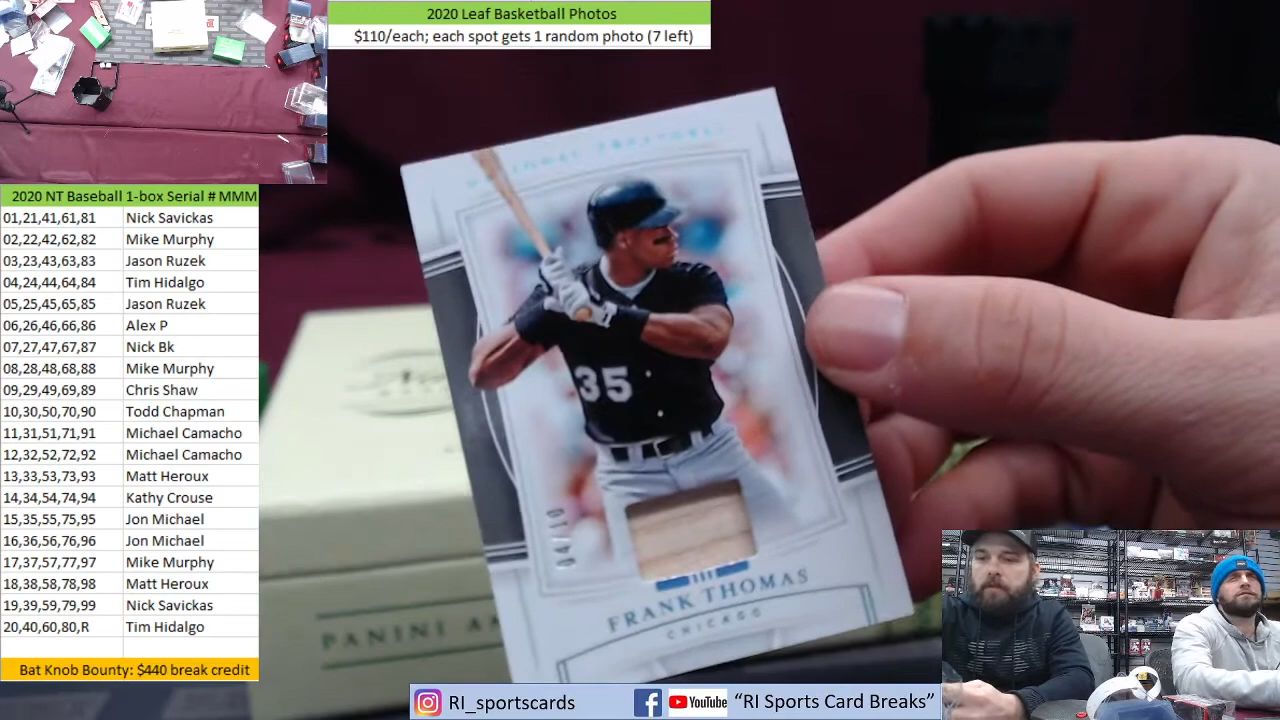 2020 Leaf Basketball Photos
$110/each; each spot gets 1 random photo (7 left)
2020 NT Baseball 1-box Serial # MMM
01,21,41,61,81 Nick Savickas
02,22,42,62,82 Mike Murphy
03,23,43,63,83 Jason Ruzek
04,24,44,64,84 Tim Hidalgo
05,25,45,65,85 Jason Ruzek
06,26,46,66,86 Alex P
07,27,47,67,87 Nick Bk
08,28,48,68,88 Mike Murphy
09,29,49,69,89 Chris Shaw
10,30,50,70,90 Todd Chapman
11,31,51,71,91 Michael Camacho
12,32,52,72,92 Michael Camacho
13,33,53,73,93 Matt Heroux
14,34,54,74,94 Kathy Crouse
15,35,55,75,95 Jon Michael
16,36,56,76,96 Jon Michael
17,37,57,77,97 Mike Murphy
18,38,58,78,98 Matt Heroux
19,39,59,79,99 Nick Savickas
20,40,60,80,R Tim Hidalgo
Bat Knob Bounty: $440 break credit
35
04/10
FRANK THOMAS
CHICAGO
PANINI
RI_sportscards
YouTube
"RI Sports Card Breaks"